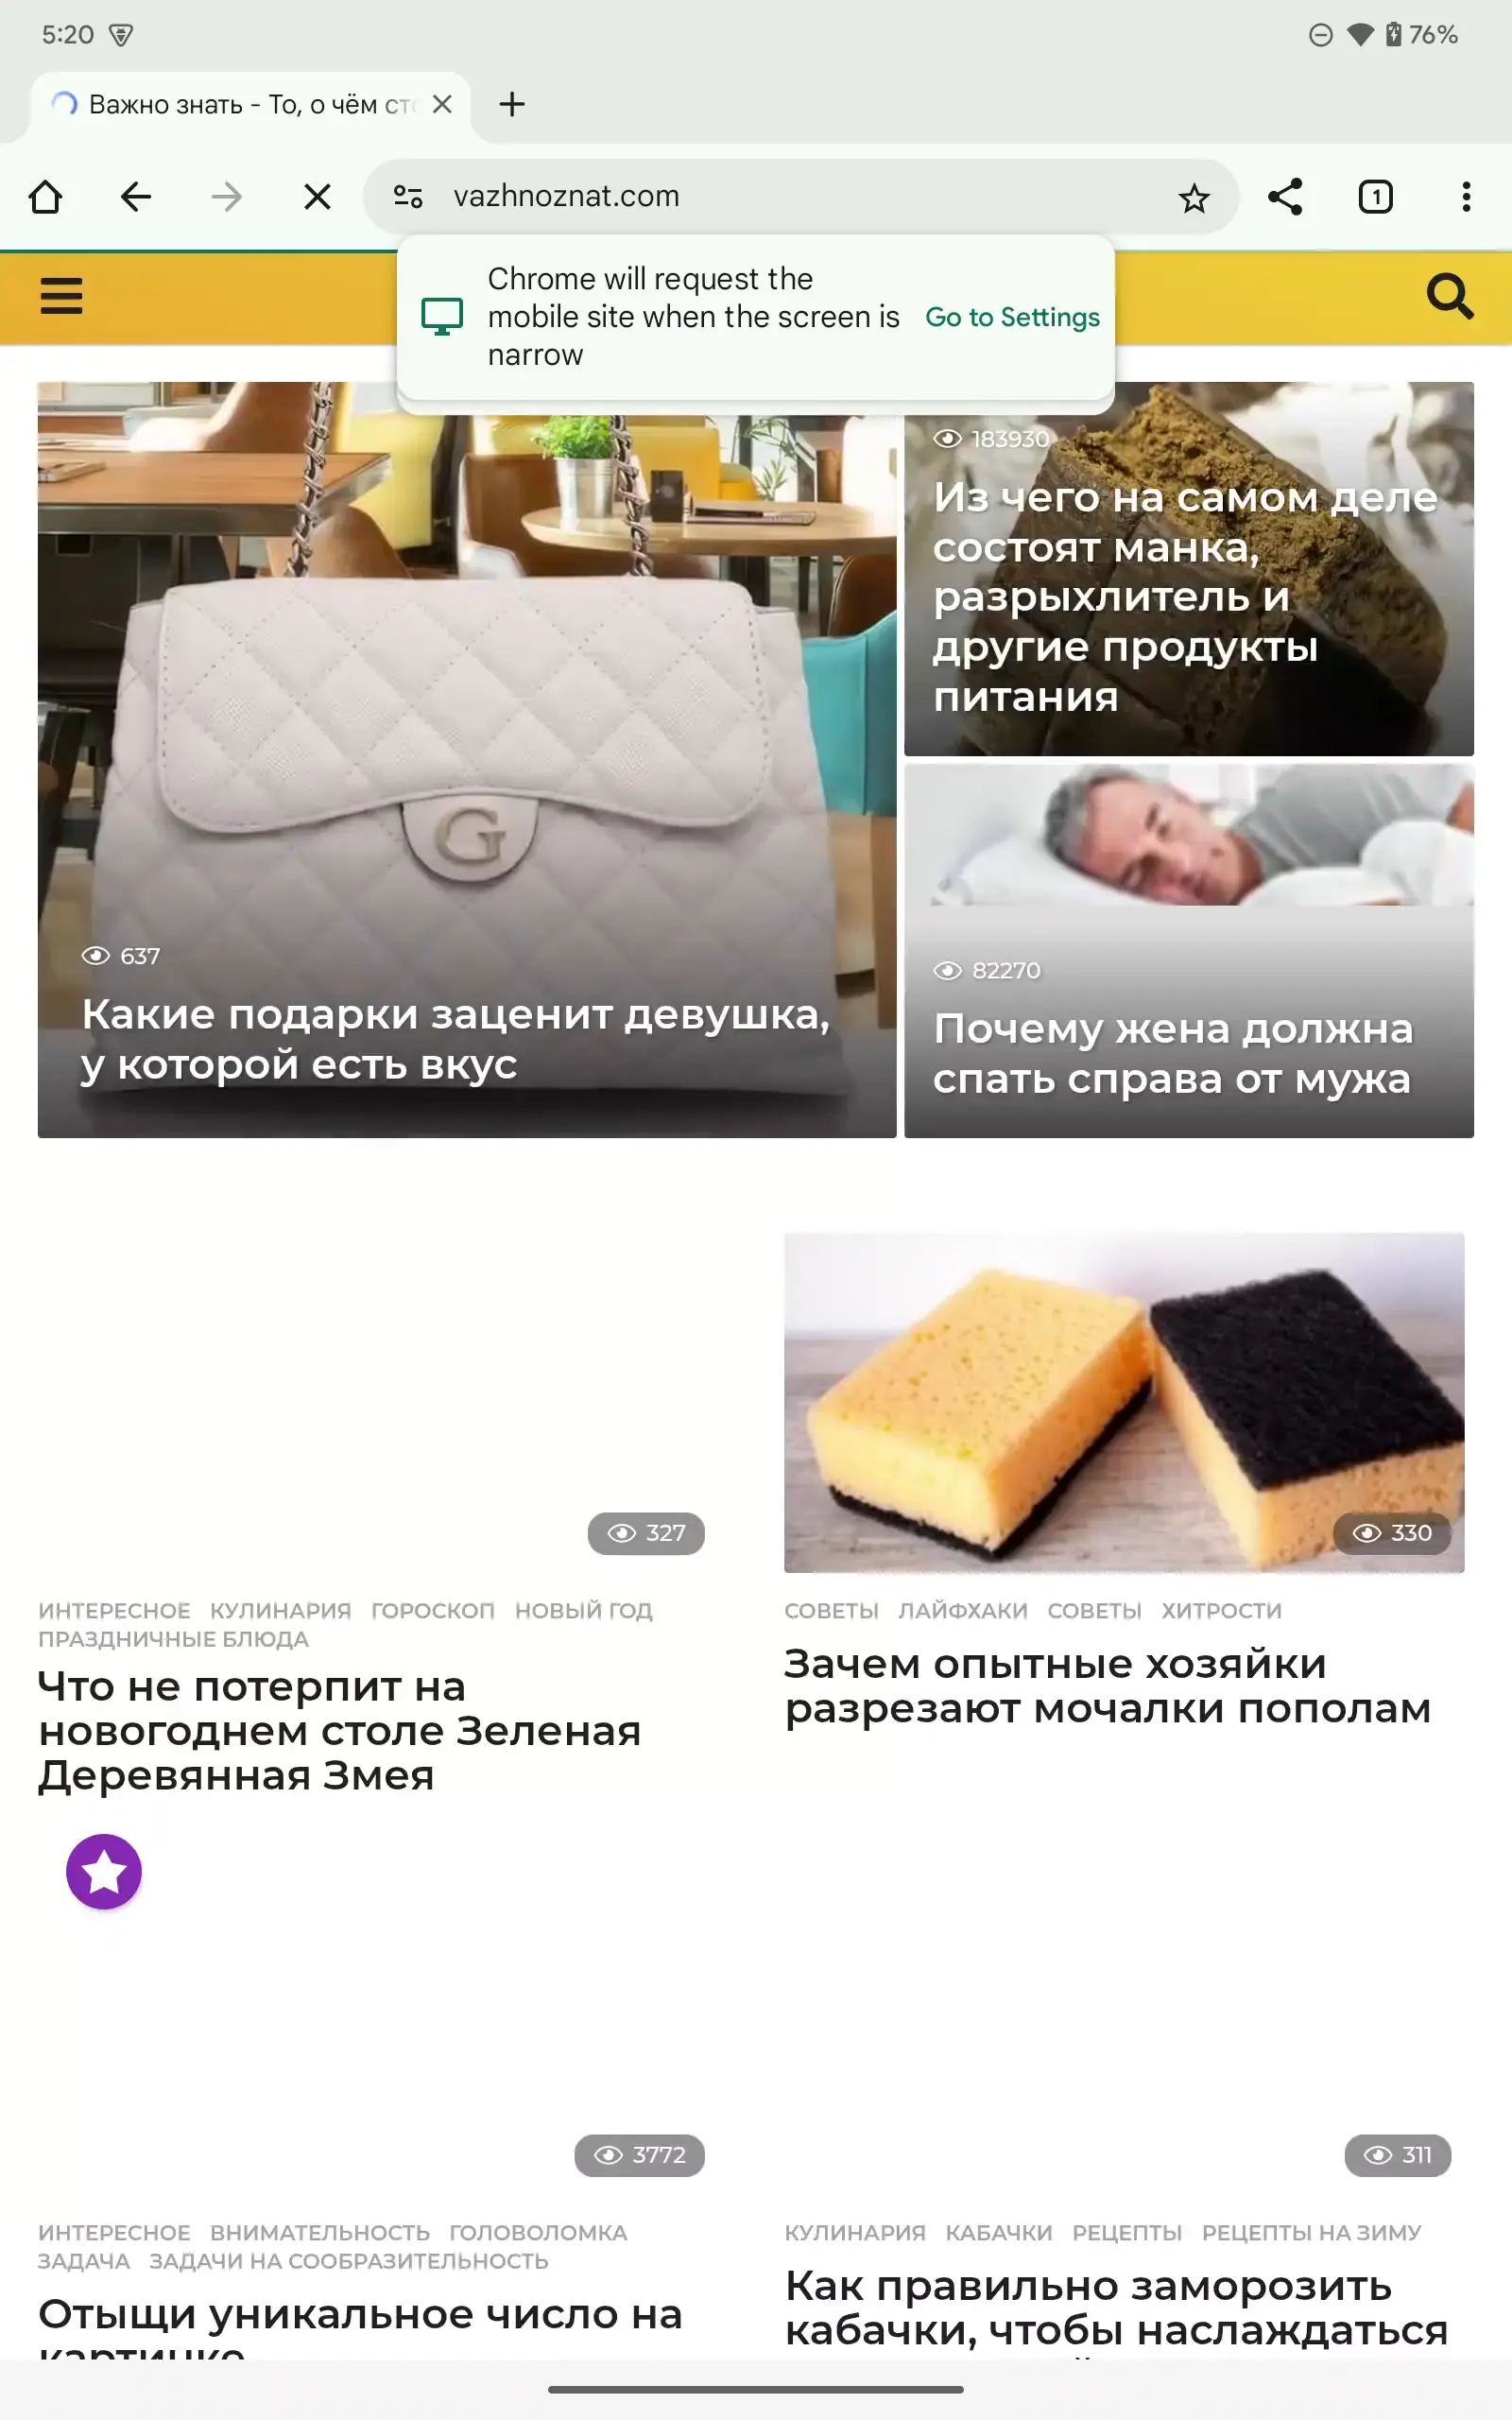 5:20
76%
Важно знать - То, о чём сто
vazhnoznat.com
1
Chrome will request the
mobile site when the screen is
narrow
Go to Settings
183930
Из чего на самом деле
состоят манка,
разрыхлитель и
другие продукты
питания
G
637
Какие подарки заценит девушка,
у которой есть вкус
82270
Почему жена должна
спать справа от мужа
327
ИНТЕРЕСНОЕ КУЛИНАРИЯ ГОРОСКОП НОВЫЙ ГОД
ПРАЗДНИЧНЫЕ БЛЮДА
Что не потерпит на
новогоднем столе Зеленая
Деревянная Змея
330
СОВЕТЫ ЛАЙФХАКИ СОВЕТЫ ХИТРОСТИ
Зачем опытные хозяйки
разрезают мочалки пополам
3772
ИНТЕРЕСНОЕ ВНИМАТЕЛЬНОСТЬ ГОЛОВОЛОМКА
ЗАДАЧА ЗАДАЧИ НА СООБРАЗИТЕЛЬНОСТЬ
Отыщи уникальное число на
картинке
311
КУЛИНАРИЯ КАБАЧКИ РЕЦЕПТЫ РЕЦЕПТЫ НА ЗИМУ
Как правильно заморозить
кабачки, чтобы наслаждаться